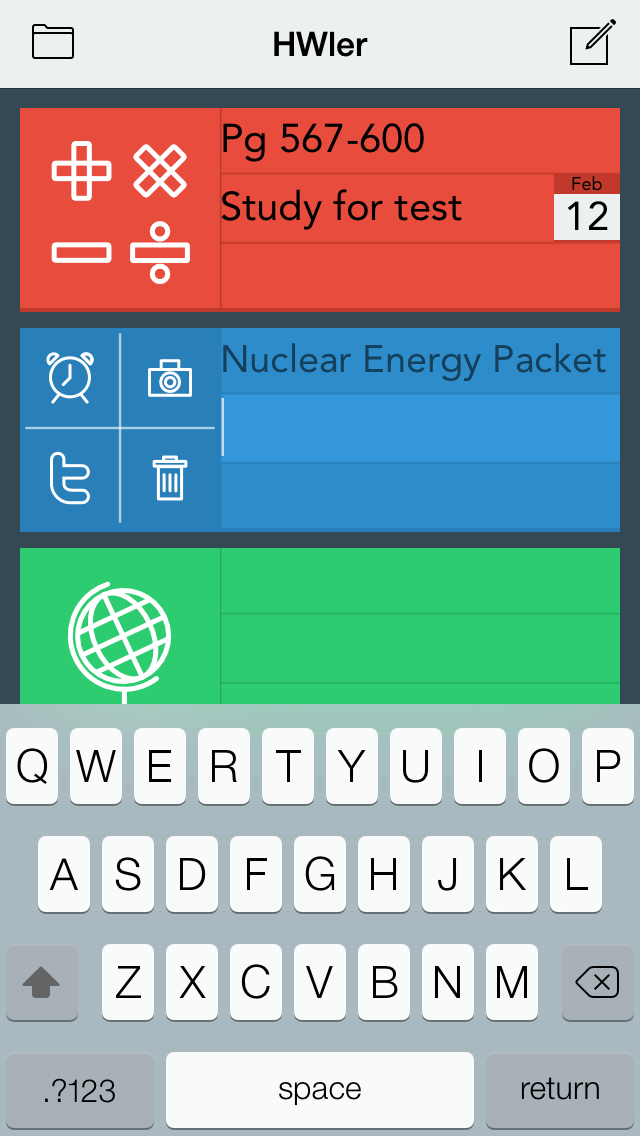 HWler
Pg 567-600
Study for test
Feb
12
Nuclear Energy Packet
Q W E R T Y U I O P
A S D F G H J K L
Z X C V B N M
.?123 space return